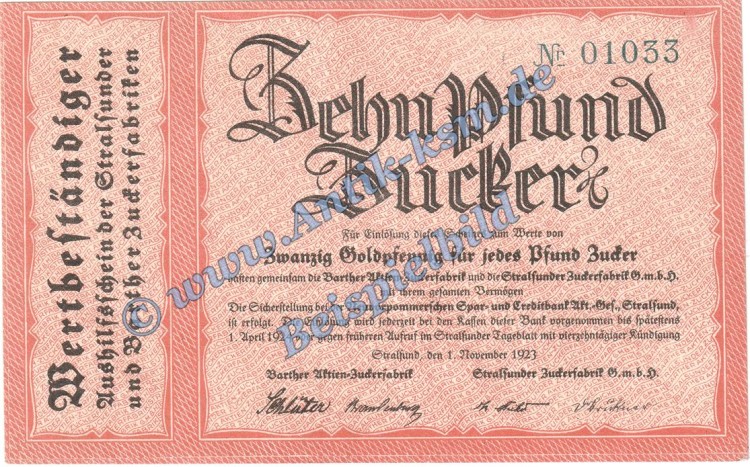 Wertbeständiger
Aushilfsschein der Stralsunder
und Barther Zuckerfabriken
Nr. 01033
Zehn Pfund
Zucker
Für Einlösung dieses Scheines zum Werte von
Zwanzig Goldpfennig für jedes Pfund Zucker
haften gemeinsam die Barther Aktien-Zuckerfabrik und die Stralsunder Zuckerfabrik G.m.b.H.
mit ihrem gesamten Vermögen
Die Sicherstellung bei der pommerschen Spar- und Creditbank Akt.-Ges., Stralsund,
ist erfolgt. Die Einlösung wird jederzeit bei den Kassen dieser Bank vorgenommen bis spätestens
1. April gegen früheren Aufruf im Stralsunder Tageblatt mit vierzehntägiger Kündigung
Stralsund, den 1. November 1923
Barther Aktien-Zuckerfabrik Stralsunder Zuckerfabrik G.m.b.H.
Schlüter Brandenburg
© www.Antik-ksm.de
Beispielbild